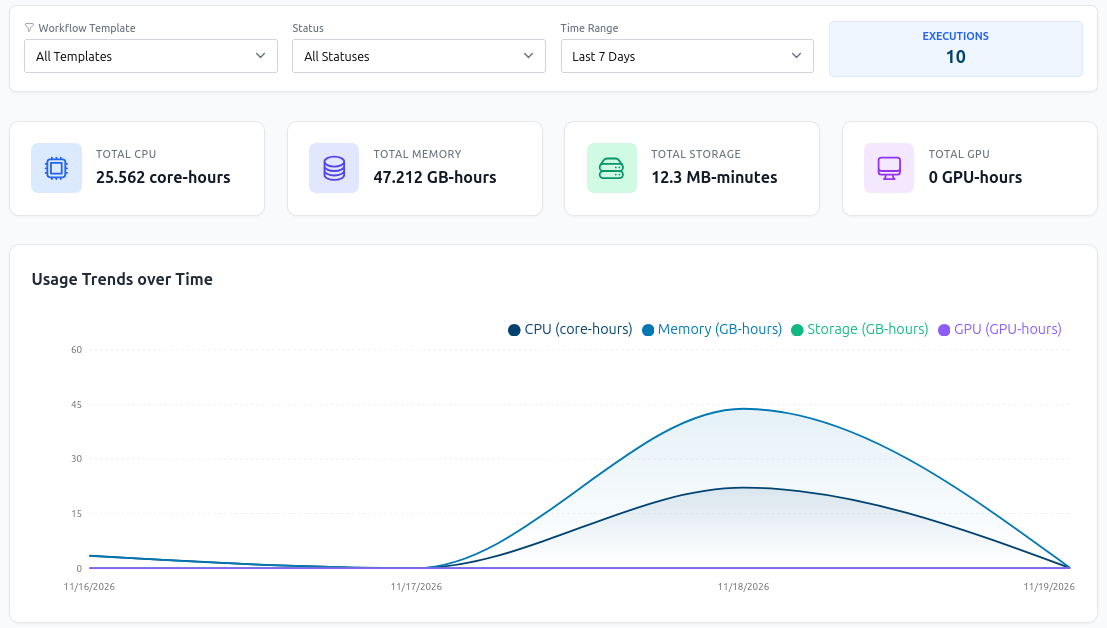 Workflow Template
Status
Time Range
All Templates
All Statuses
Last 7 Days
EXECUTIONS
10
TOTAL CPU
25.562 core-hours
TOTAL MEMORY
47.212 GB-hours
TOTAL STORAGE
12.3 MB-minutes
TOTAL GPU
0 GPU-hours
Usage Trends over Time
CPU (core-hours) Memory (GB-hours) Storage (GB-hours) GPU (GPU-hours)
60
45
30
15
0
11/16/2026 11/17/2026 11/18/2026 11/19/2026